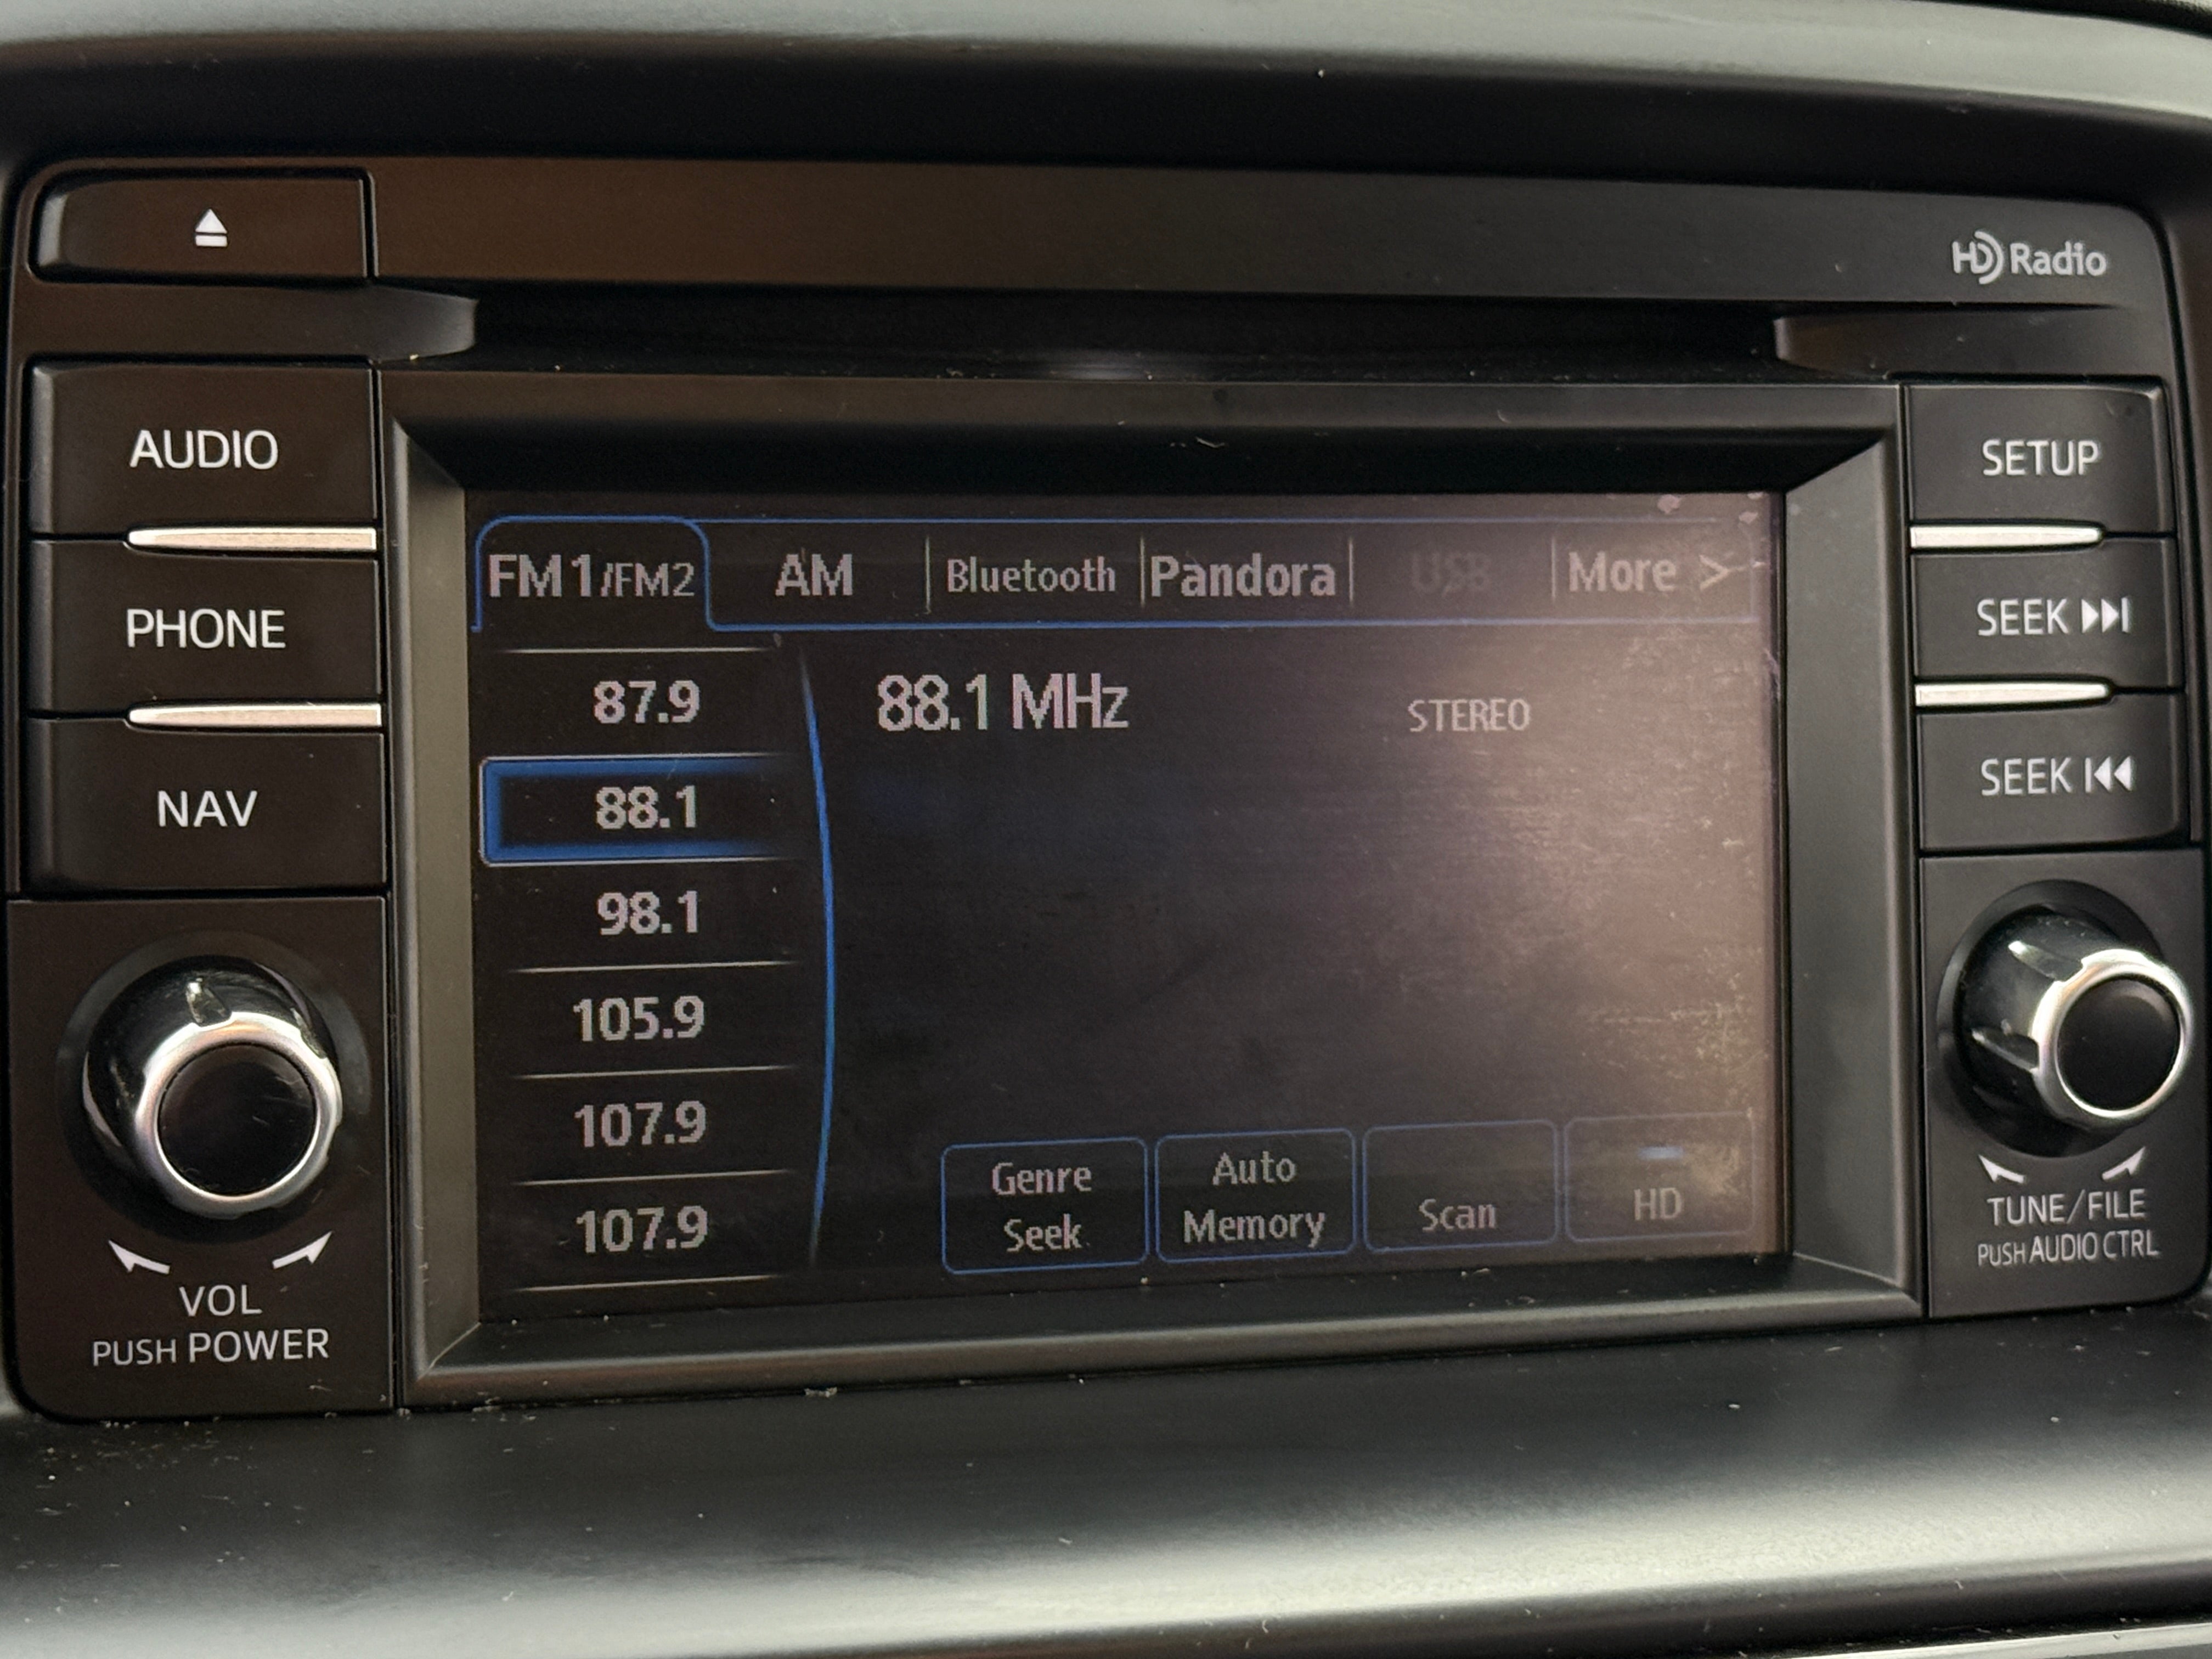 HD Radio
AUDIO
PHONE
NAV
VOL
PUSH POWER
FM1/FM2 AM Bluetooth Pandora USB More >
87.9
88.1
98.1
105.9
107.9
107.9
88.1 MHz STEREO
Genre
Seek
Auto
Memory
Scan
HD
SETUP
SEEK
SEEK
TUNE/FILE
PUSH AUDIO CTRL